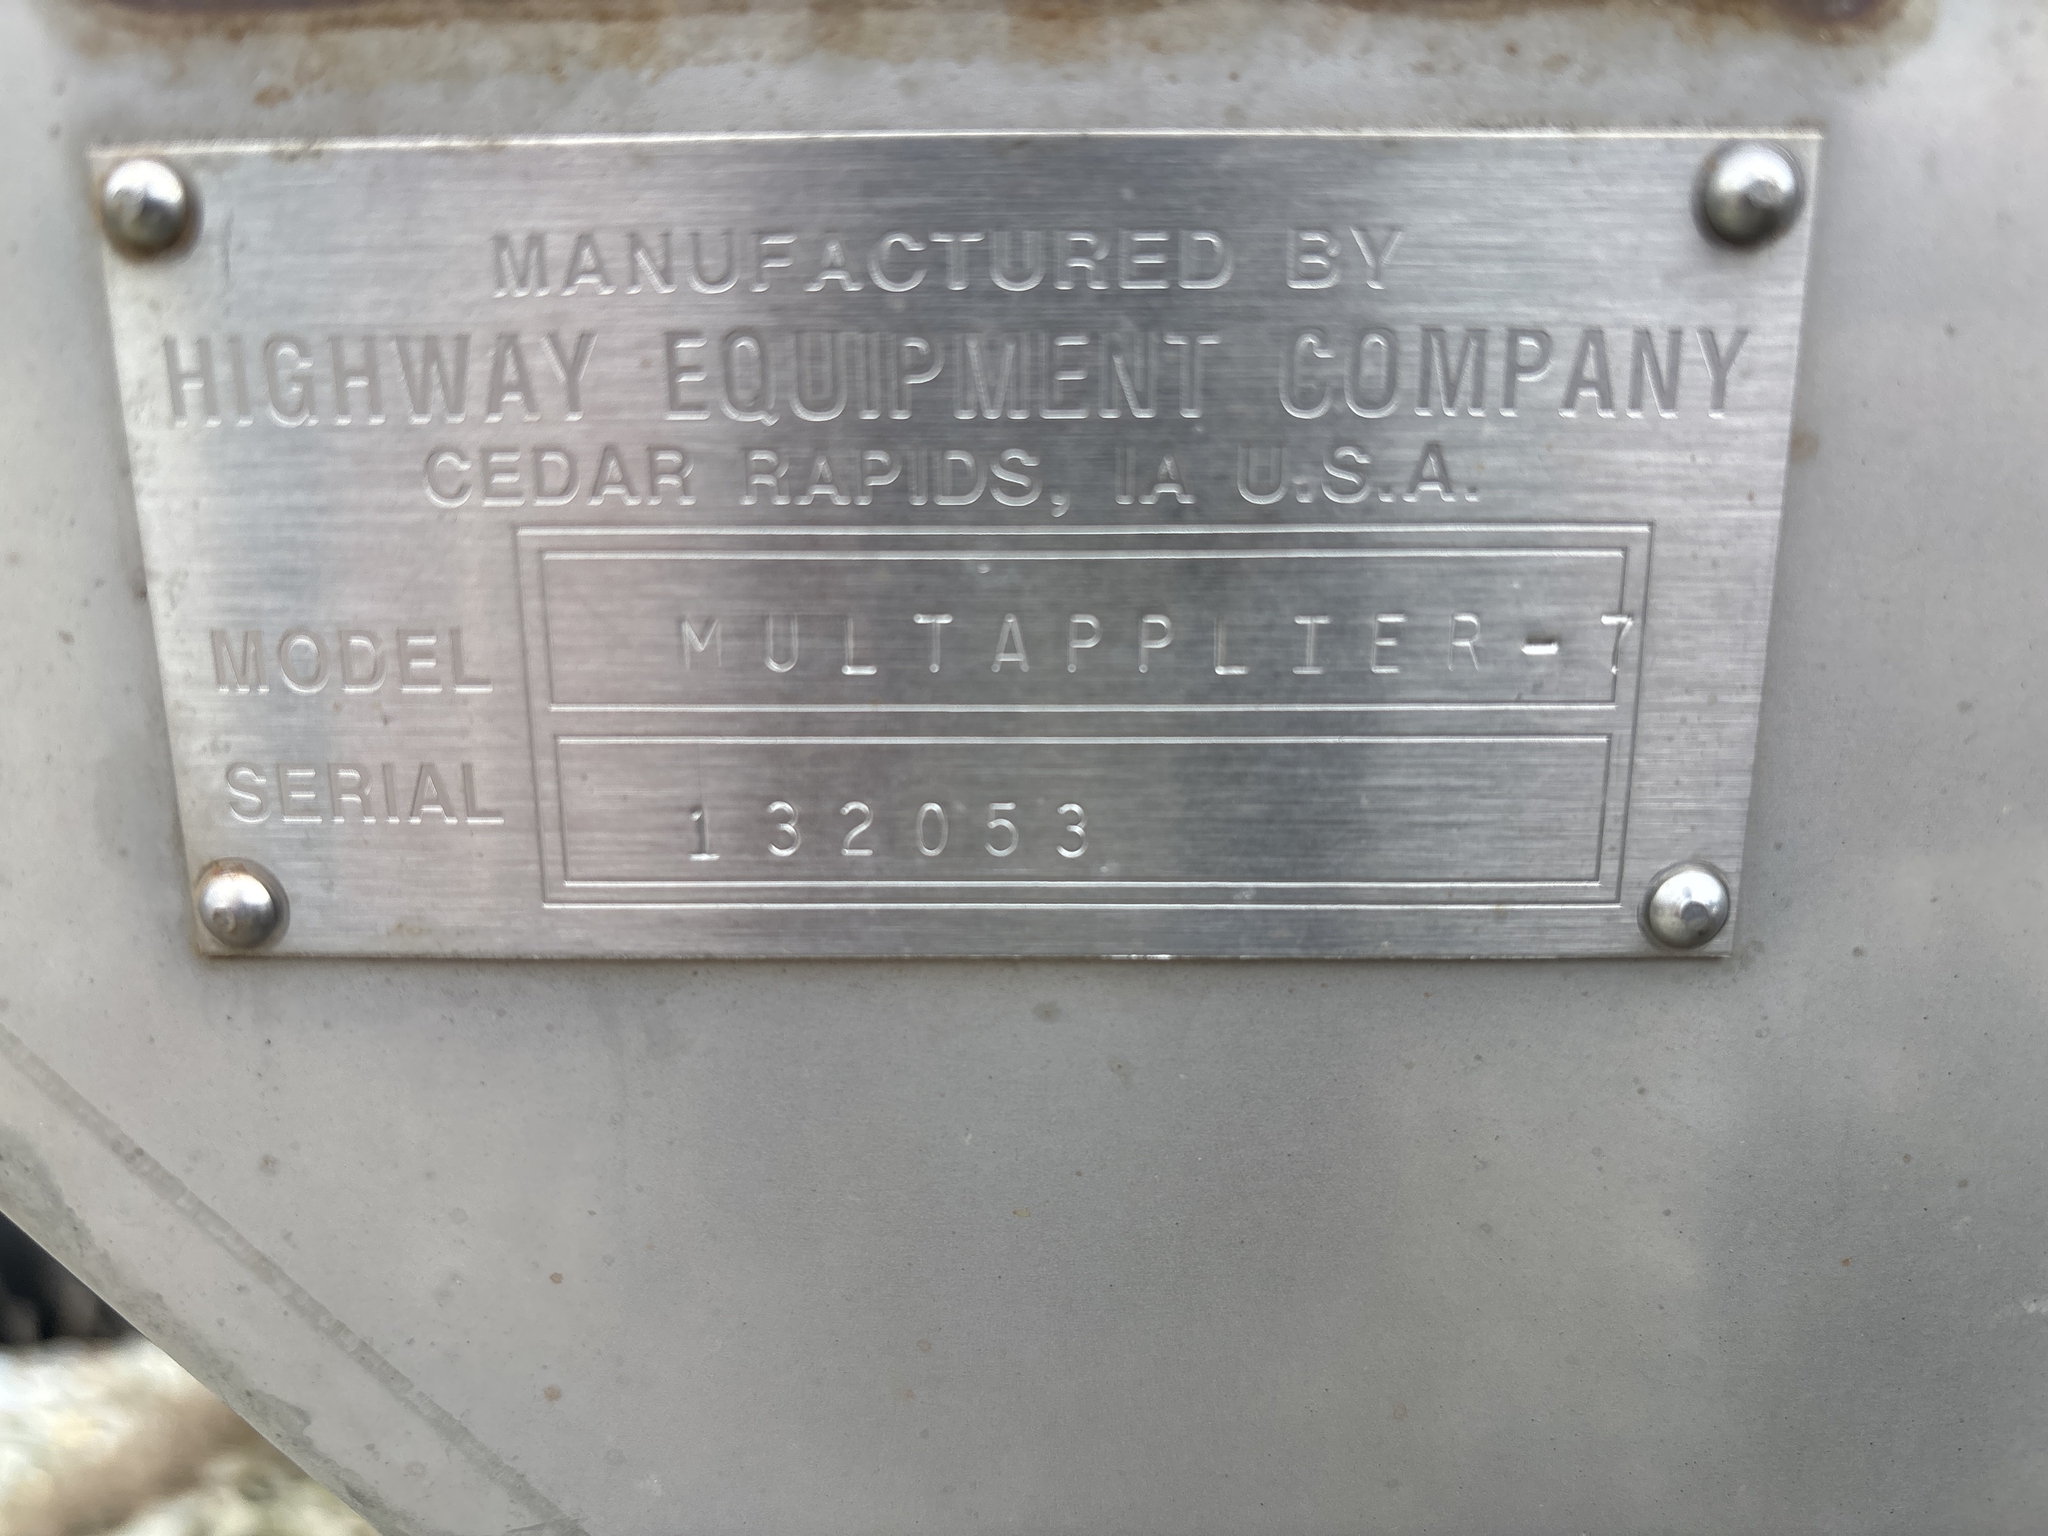 MANUFACTURED BY
HIGHWAY EQUIPMENT COMPANY
CEDAR RAPIDS, IA U.S.A.
MODEL MULTAPPLIER-7
SERIAL 132053